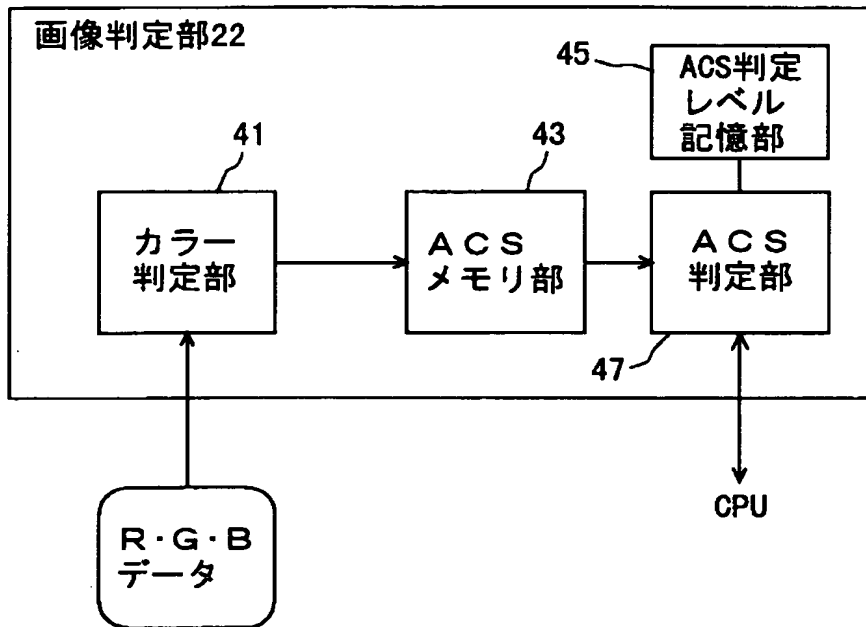 画像判定部22
45
ACS判定
レベル
記憶部
41
43
カラー
判定部
ACS
メモリ部
ACS
判定部
47
R・G・B
データ
CPU